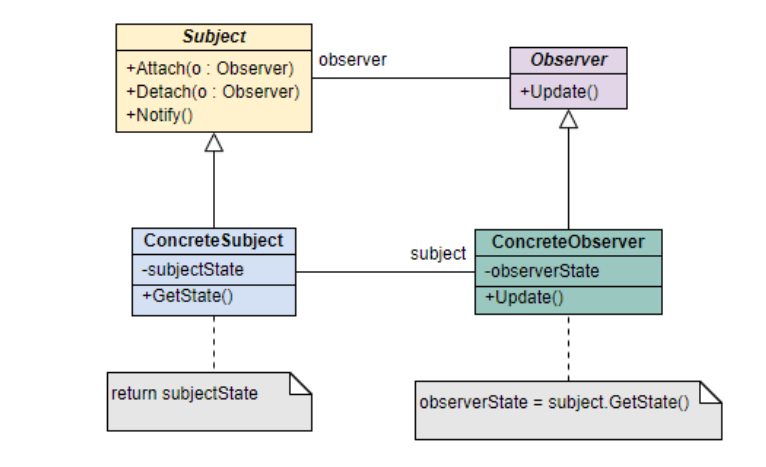 Subject
+Attach(o : Observer)
+Detach(o : Observer)
+Notify()
observer
Observer
+Update()
ConcreteSubject
-subjectState
+GetState()
subject
ConcreteObserver
-observerState
+Update()
return subjectState
observerState = subject.GetState()